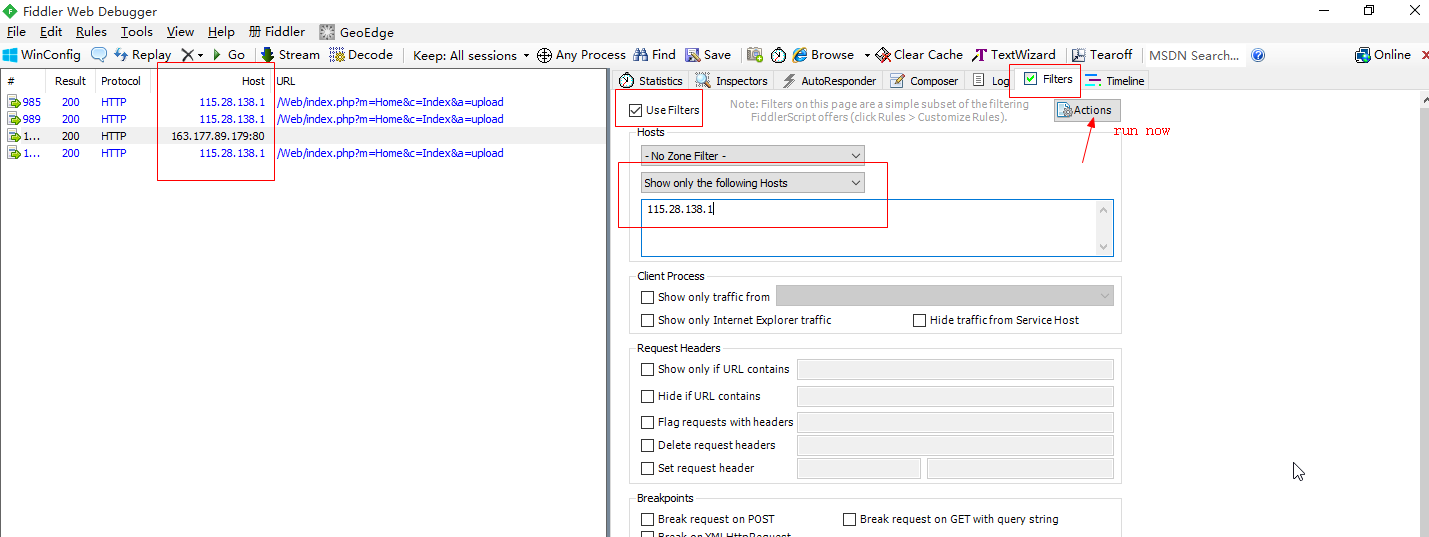 Fiddler Web Debugger
File Edit Rules Tools View Help Fiddler GeoEdge
WinConfig Replay Go Stream Decode Keep: All sessions Any Process Find Save Browse Clear Cache TextWizard Tearoff MSDN Search... Online
# Result Protocol Host URL
985 200 HTTP 115.28.138.1 /Web/index.php?m=Home&c=Index&a=upload
989 200 HTTP 115.28.138.1 /Web/index.php?m=Home&c=Index&a=upload
1... 200 HTTP 163.177.89.179:80
1... 200 HTTP 115.28.138.1 /Web/index.php?m=Home&c=Index&a=upload
Statistics Inspectors AutoResponder Composer Log Filters Timeline
Use Filters
Note: Filters on this page are a simple subset of the filtering
FiddlerScript offers (click Rules > Customize Rules).
Actions
run now
Hosts
- No Zone Filter -
Show only the following Hosts
115.28.138.1
Client Process
Show only traffic from
Show only Internet Explorer traffic Hide traffic from Service Host
Request Headers
Show only if URL contains
Hide if URL contains
Flag requests with headers
Delete request headers
Set request header
Breakpoints
Break request on POST Break request on GET with query string
Break on XMLHttpRequest